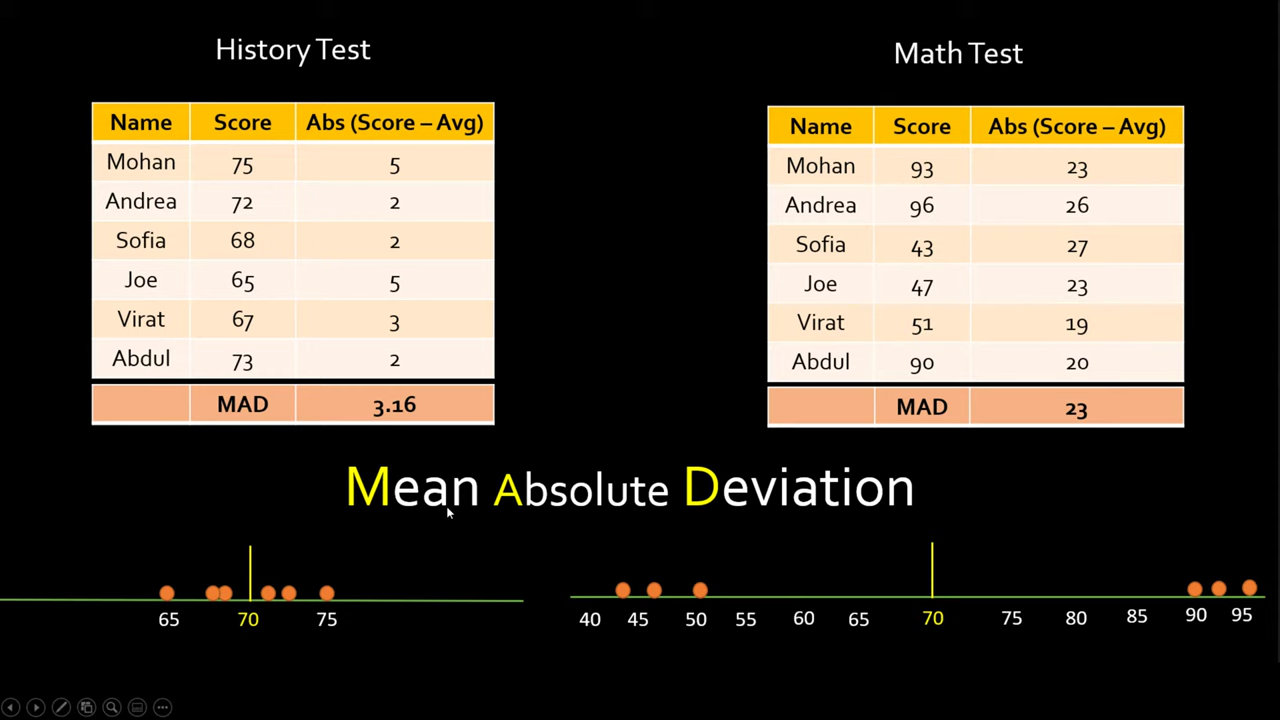 History Test
Name Score Abs (Score – Avg)
Mohan 75 5
Andrea 72 2
Sofia 68 2
Joe 65 5
Virat 67 3
Abdul 73 2
MAD 3.16
Math Test
Name Score Abs (Score – Avg)
Mohan 93 23
Andrea 96 26
Sofia 43 27
Joe 47 23
Virat 51 19
Abdul 90 20
MAD 23
Mean Absolute Deviation
65 70 75
40 45 50 55 60 65 70 75 80 85 90 95